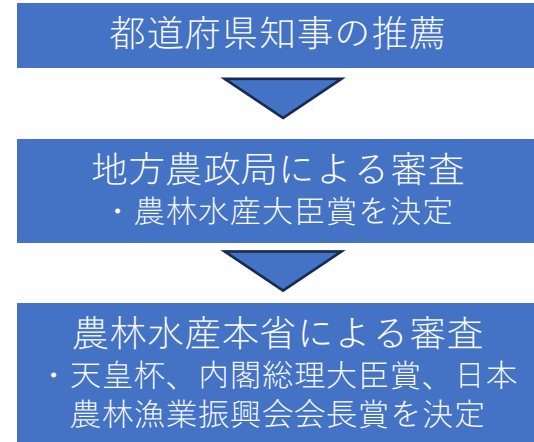 都道府県知事の推薦
地方農政局による審査
・農林水産大臣賞を決定
農林水産本省による審査
・天皇杯、内閣総理大臣賞、日本
農林漁業振興会会長賞を決定